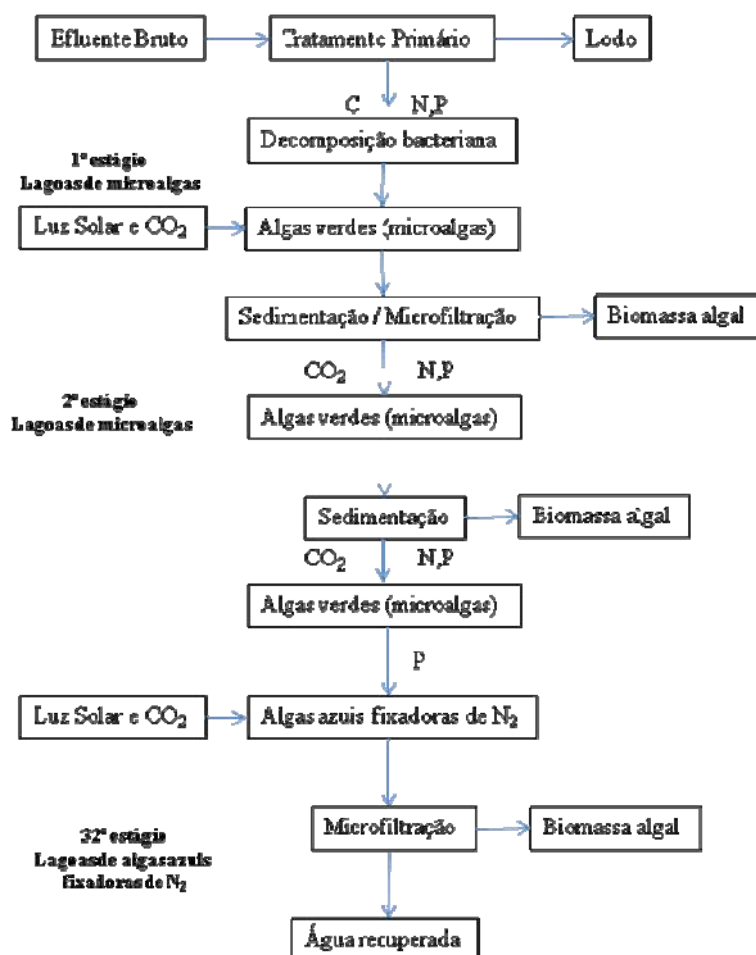 Efluente Bruto
Tratamento Primário
Lodo
C N,P
Decomposição bacteriana
1º estágio
Lagoas de microalgas
Luz Solar e CO2
Algas verdes (microalgas)
Sedimentação / Microfiltração
Biomassa algal
CO2 N,P
2º estágio
Lagoas de microalgas
Algas verdes (microalgas)
Sedimentação
Biomassa algal
CO2 N,P
Algas verdes (microalgas)
P
Luz Solar e CO2
Algas azuis fixadoras de N2
Microfiltração
Biomassa algal
32º estágio
Lagoas de algas azuis
fixadoras de N2
Água recuperada